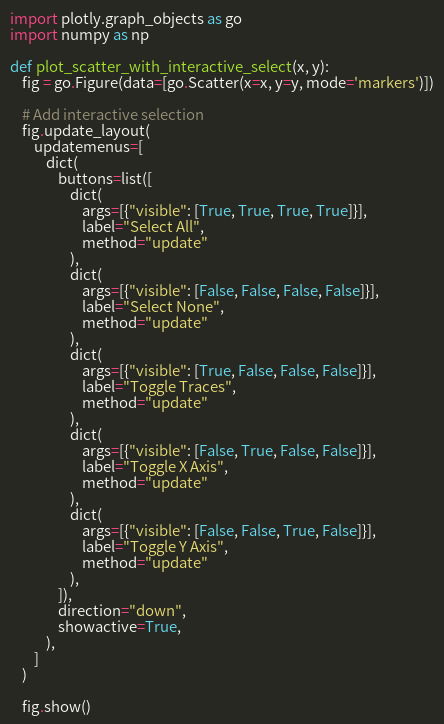 import plotly.graph_objects as go
import numpy as np

def plot_scatter_with_interactive_select(x, y):
    fig = go.Figure(data=[go.Scatter(x=x, y=y, mode='markers')])

    # Add interactive selection
    fig.update_layout(
        updatemenus=[
            dict(
                buttons=list([
                    dict(
                        args=[{"visible": [True, True, True, True]}],
                        label="Select All",
                        method="update"
                    ),
                    dict(
                        args=[{"visible": [False, False, False, False]}],
                        label="Select None",
                        method="update"
                    ),
                    dict(
                        args=[{"visible": [True, False, False, False]}],
                        label="Toggle Traces",
                        method="update"
                    ),
                    dict(
                        args=[{"visible": [False, True, False, False]}],
                        label="Toggle X Axis",
                        method="update"
                    ),
                    dict(
                        args=[{"visible": [False, False, True, False]}],
                        label="Toggle Y Axis",
                        method="update"
                    ),
                ]),
                direction="down",
                showactive=True,
            ),
        ]
    )

    fig.show()